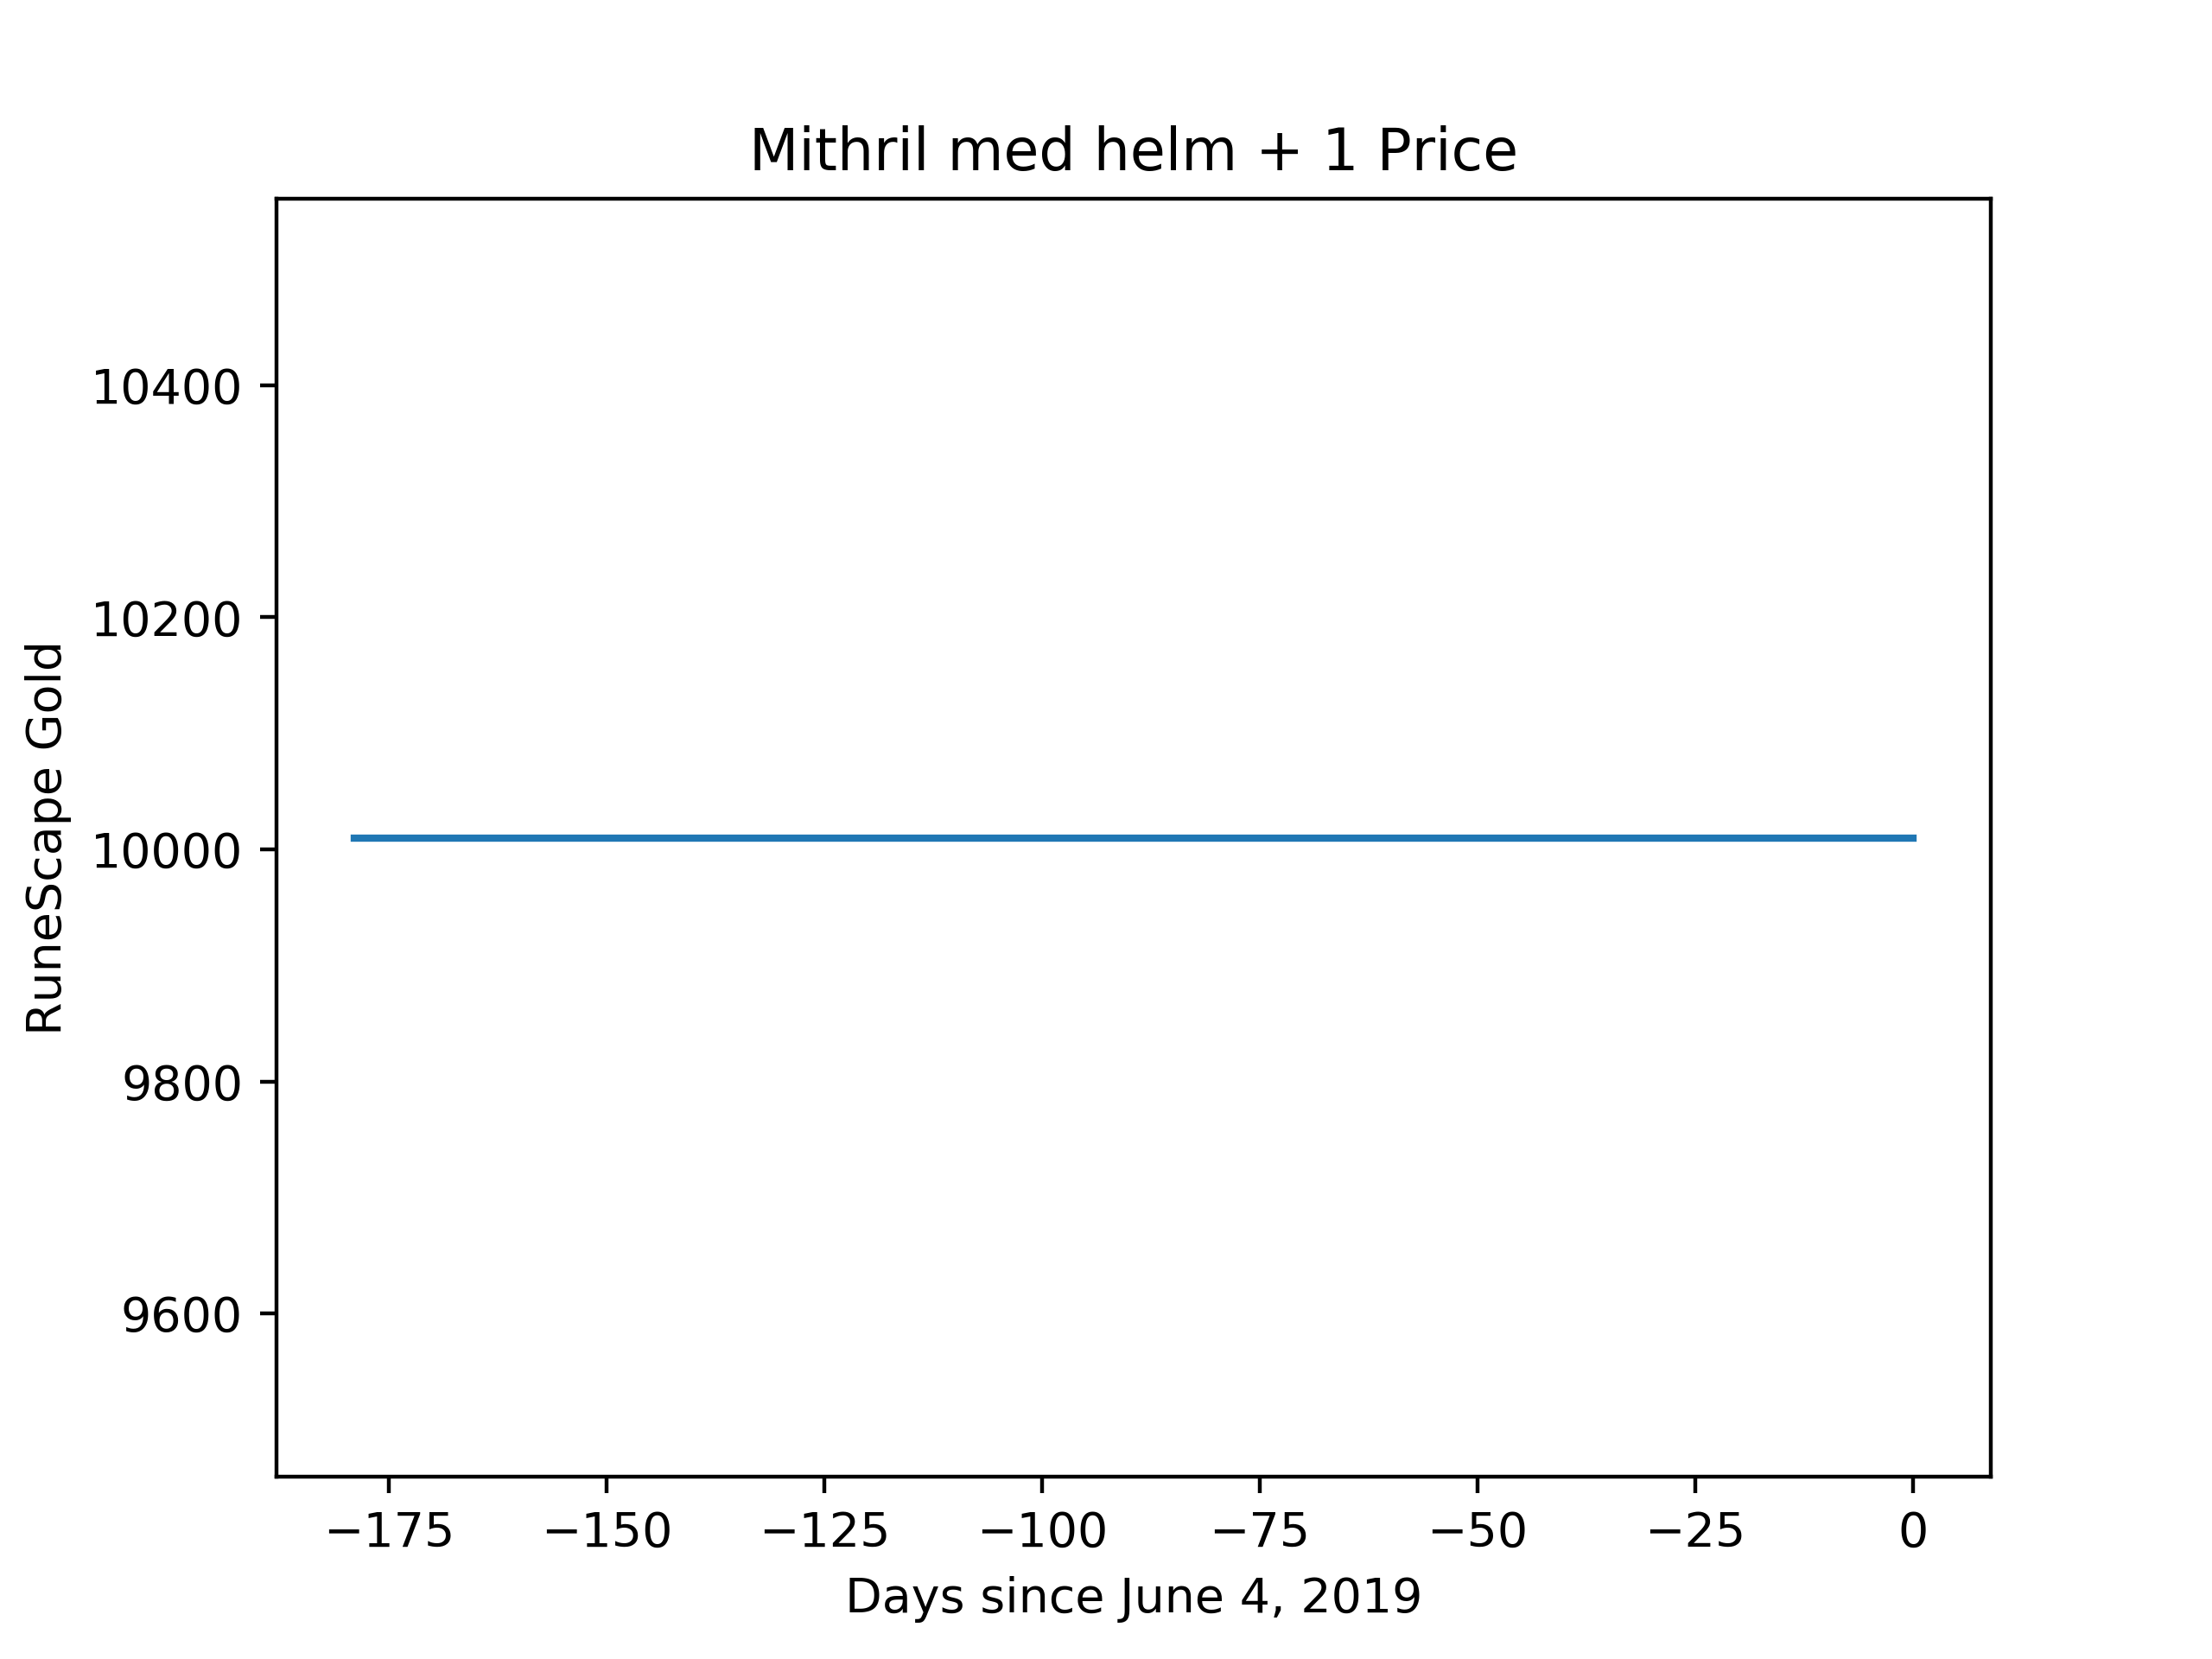 Mithril med helm + 1 Price
RuneScape Gold
10400
10200
10000
9800
9600
−175 −150 −125 −100 −75 −50 −25 0
Days since June 4, 2019